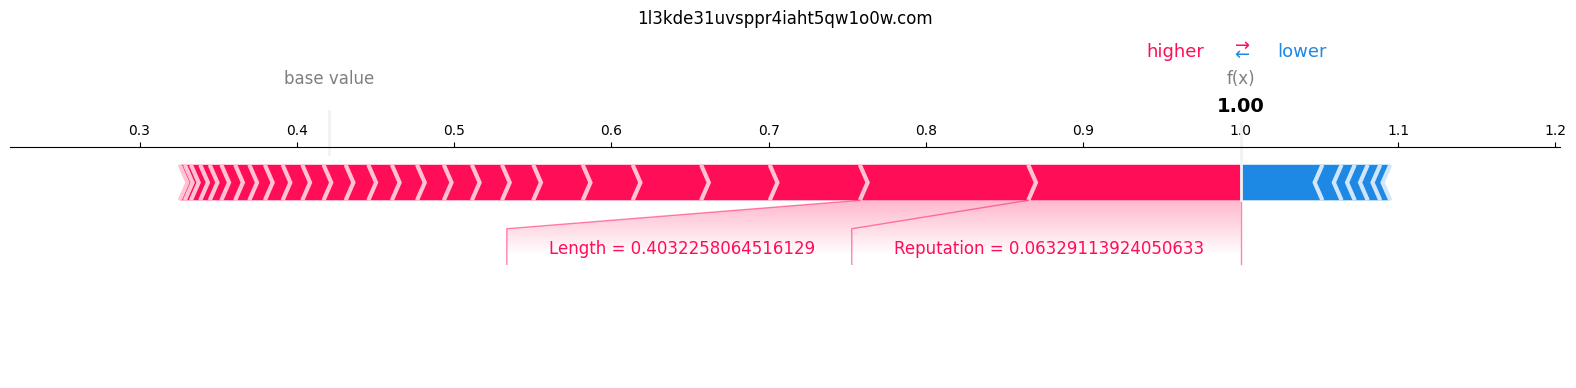 1l3kde31uvsppr4iaht5qw1o0w.com
higher ⇄ lower
base value f(x)
1.00
0.3 0.4 0.5 0.6 0.7 0.8 0.9 1.0 1.1 1.2
Length = 0.4032258064516129 Reputation = 0.06329113924050633